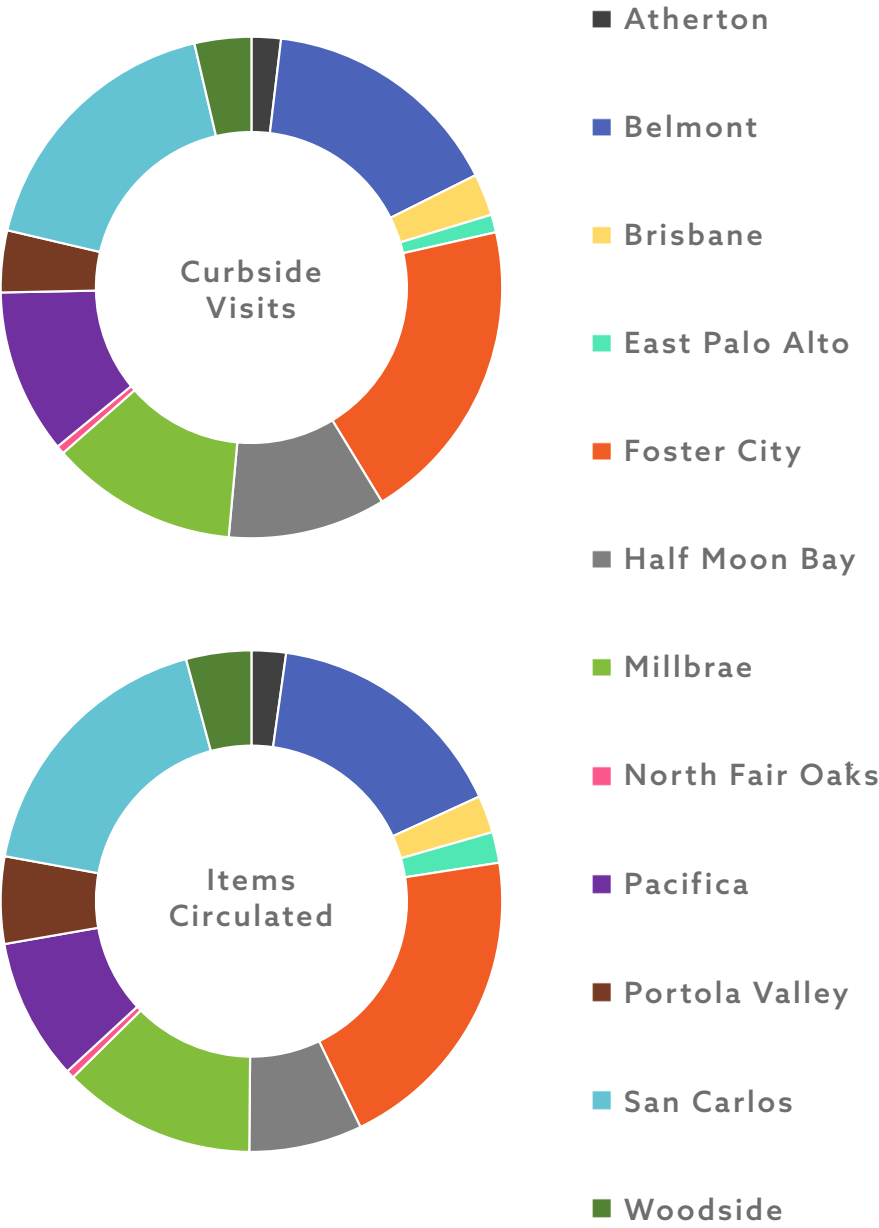 Curbside
Visits
Items
Circulated
Atherton
Belmont
Brisbane
East Palo Alto
Foster City
Half Moon Bay
Millbrae
North Fair Oaks
Pacifica
Portola Valley
San Carlos
Woodside